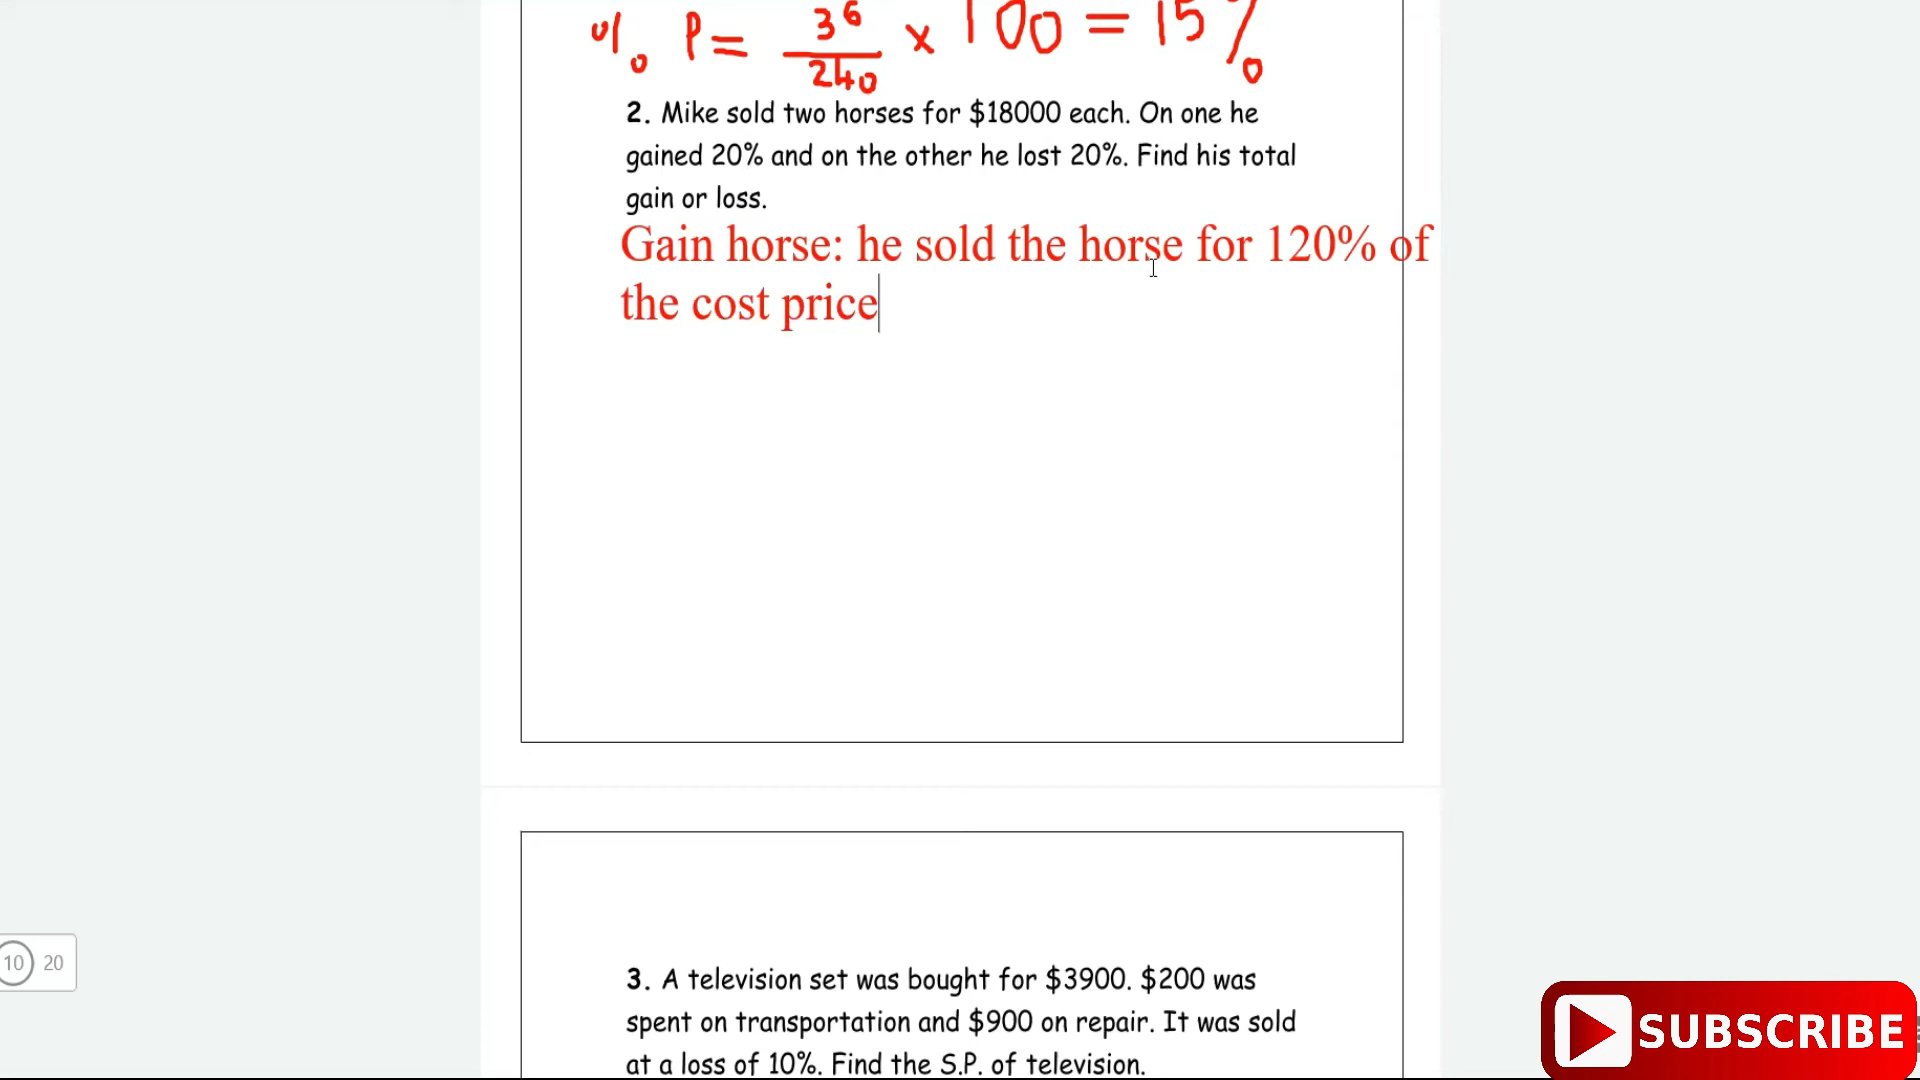 % P = 36/240 x 100 = 15%
2. Mike sold two horses for $18000 each. On one he
gained 20% and on the other he lost 20%. Find his total
gain or loss.
Gain horse: he sold the horse for 120% of
the cost price
3. A television set was bought for $3900. $200 was
spent on transportation and $900 on repair. It was sold
at a loss of 10%. Find the S.P. of television.
10 20
SUBSCRIBE